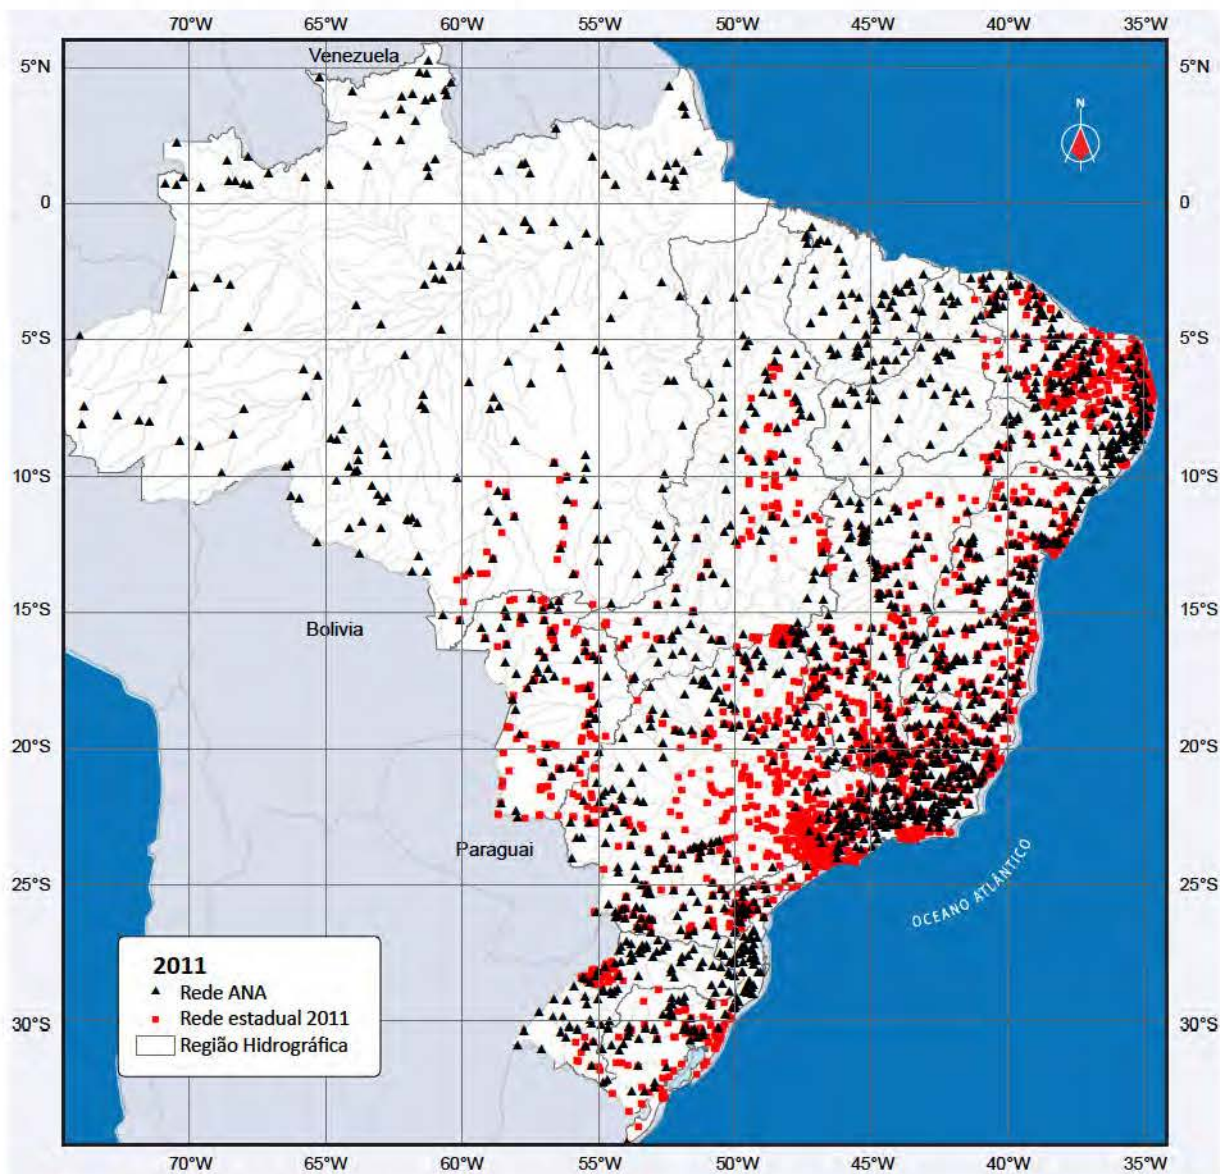 70°W 65°W 60°W 55°W 50°W 45°W 40°W 35°W
Venezuela
5°N 5°N
N
0 0
5°S 5°S
10°S 10°S
15°S 15°S
Bolivia
20°S 20°S
Paraguai
OCEANO ATLÂNTICO
25°S 25°S
2011
Rede ANA
Rede estadual 2011
30°S 30°S
Região Hidrográfica
70°W 65°W 60°W 55°W 50°W 45°W 40°W 35°W